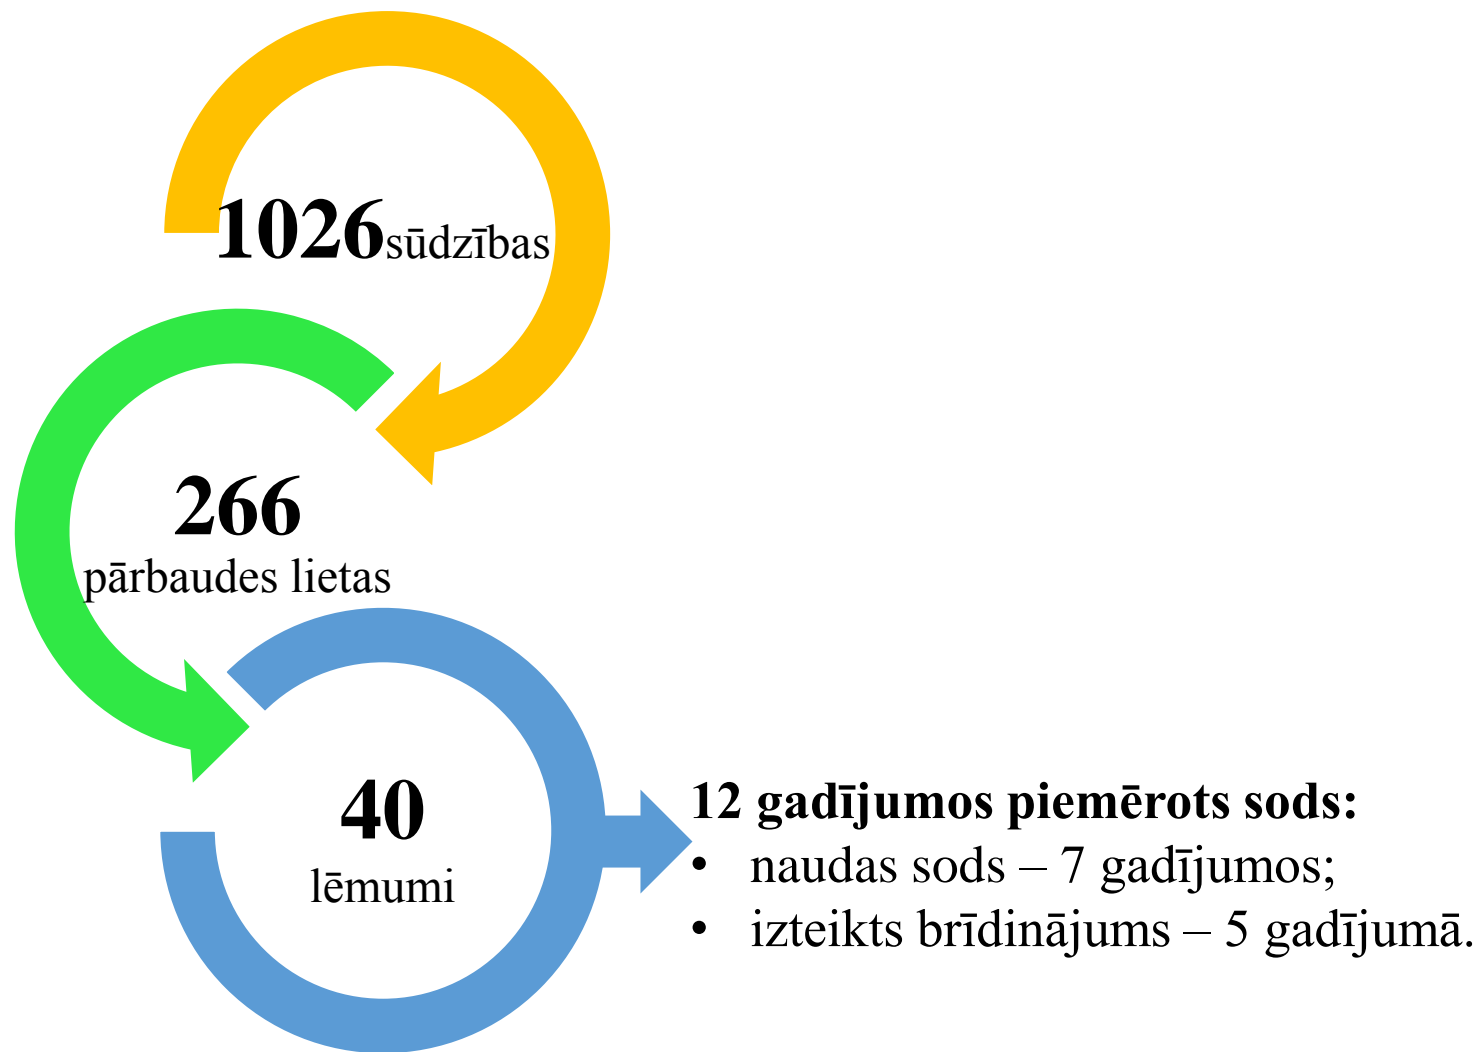 1026sūdzības
266
pārbaudes lietas
40
lēmumi
12 gadījumos piemērots sods:
• naudas sods – 7 gadījumos;
• izteikts brīdinājums – 5 gadījumā.